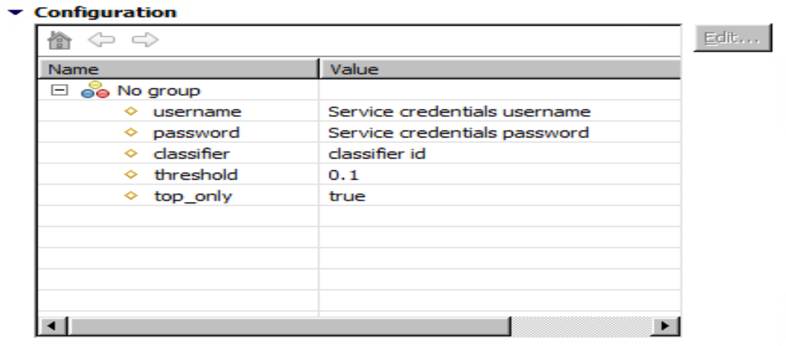 Configuration
Edit...
Name Value
No group
username Service credentials username
password Service credentials password
classifier classifier id
threshold 0.1
top_only true